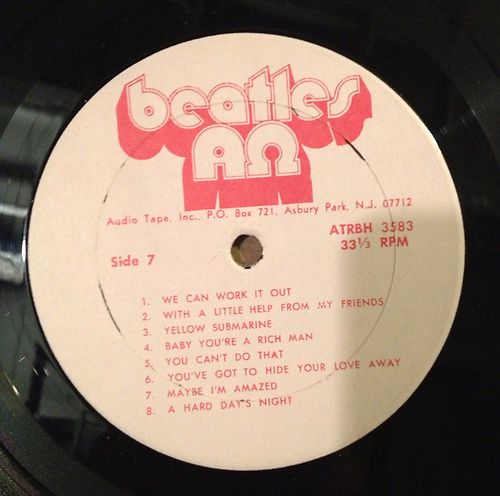 beatles
AΩ
Audio Tape, Inc., P.O. Box 721, Asbury Park, N.J. 07712
ATRBH 3583
33⅓ RPM
Side 7
1. WE CAN WORK IT OUT
2. WITH A LITTLE HELP FROM MY FRIENDS
3. YELLOW SUBMARINE
4. BABY YOU'RE A RICH MAN
5. YOU CAN'T DO THAT
6. YOU'VE GOT TO HIDE YOUR LOVE AWAY
7. MAYBE I'M AMAZED
8. A HARD DAY'S NIGHT